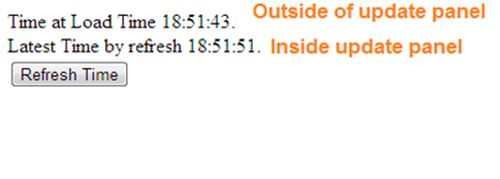 Time at Load Time 18:51:43. Outside of update panel
Latest Time by refresh 18:51:51. Inside update panel
Refresh Time